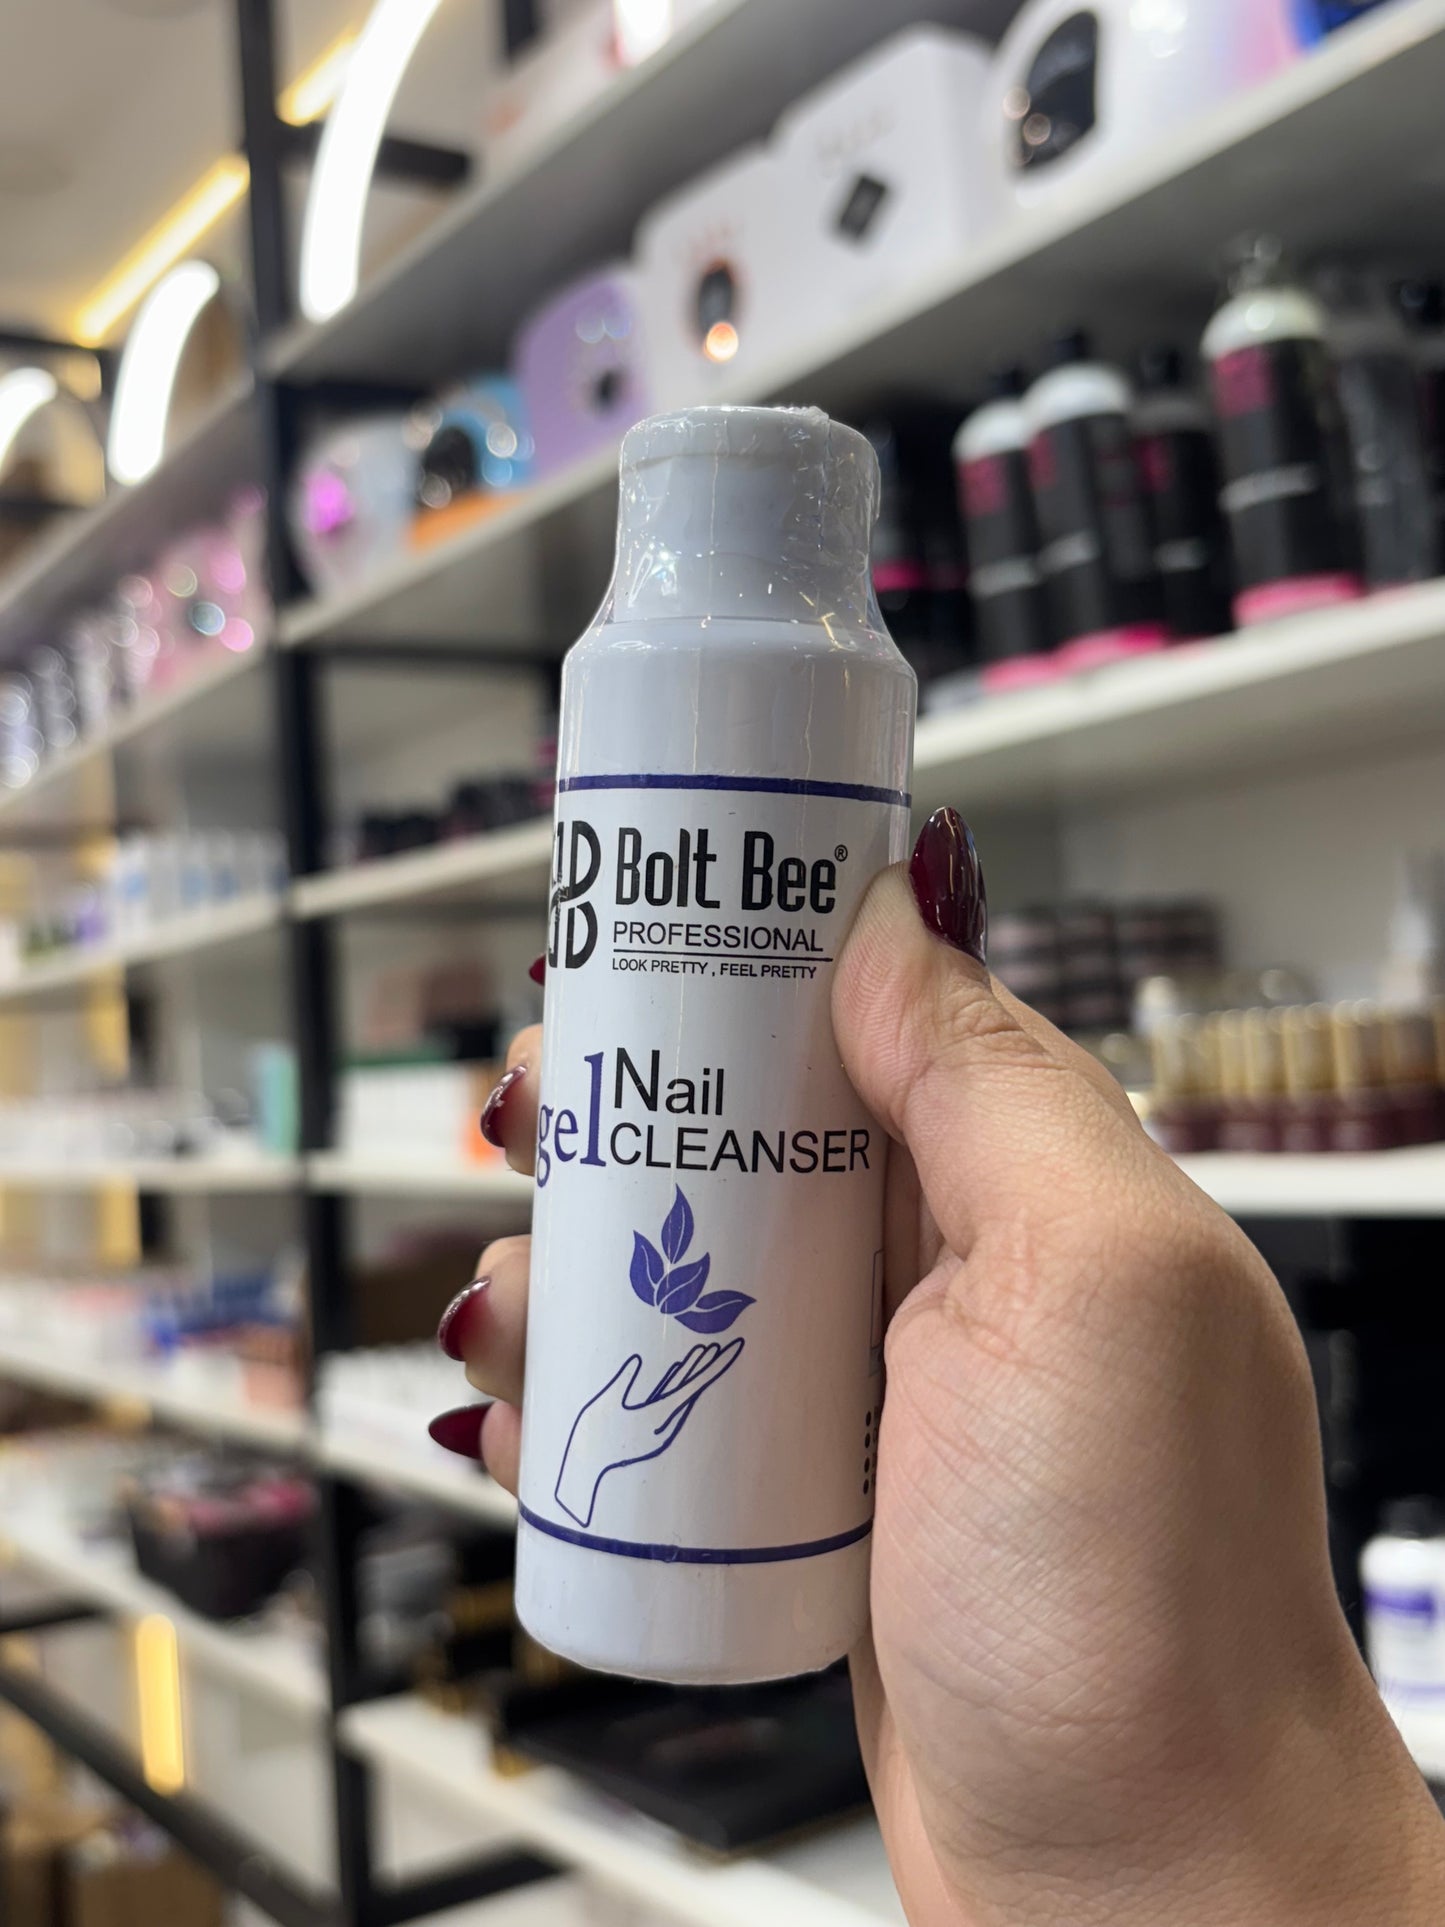 Bolt Bee®
PROFESSIONAL
LOOK PRETTY , FEEL PRETTY
gel Nail
CLEANSER